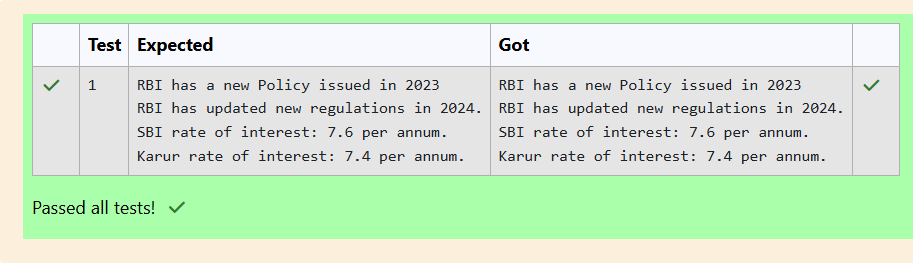 Test Expected Got
1 RBI has a new Policy issued in 2023 RBI has a new Policy issued in 2023
RBI has updated new regulations in 2024. RBI has updated new regulations in 2024.
SBI rate of interest: 7.6 per annum. SBI rate of interest: 7.6 per annum.
Karur rate of interest: 7.4 per annum. Karur rate of interest: 7.4 per annum.
Passed all tests!